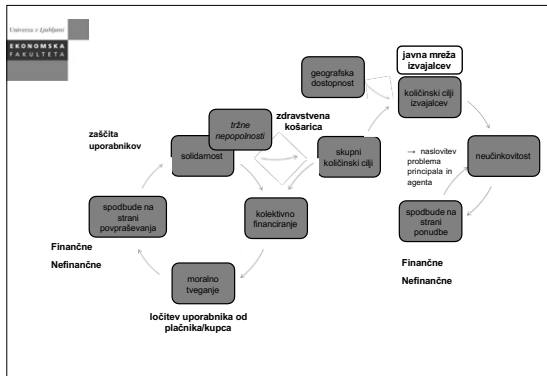 Univerza v Ljubljani
EKONOMSKA
FAKULTETA
javna mreža
izvajalcev
geografska
dostopnost
količinski cilji
izvajalcev
tržne
nepopolnosti
zdravstvena
košarica
zaščita
uporabnikov
solidarnost
skupni
količinski cilji
→ naslovitev
problema
principala in
agenta
neučinkovitost
spodbude na
strani
povpraševanja
kolektivno
financiranje
spodbude na
strani
ponudbe
Finančne
Nefinančne
Finančne
Nefinančne
moralno
tveganje
ločitev uporabnika od
plačnika/kupca